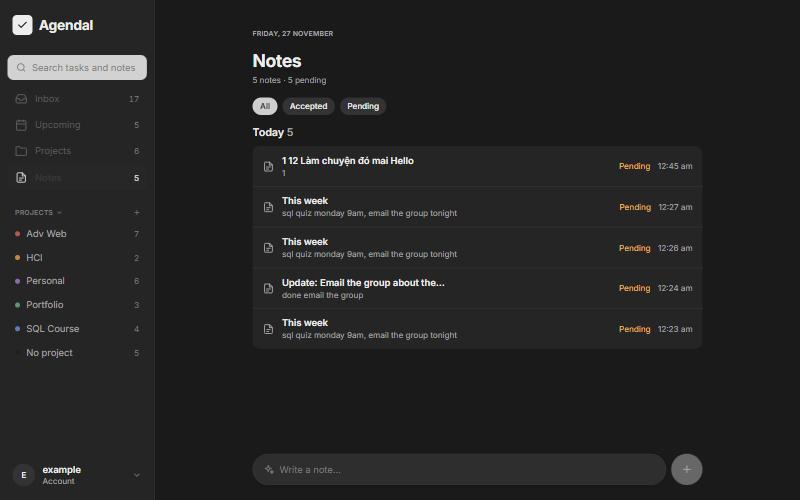 Agendal
Search tasks and notes
Inbox 17
Upcoming 5
Projects 6
Notes 5
PROJECTS +
Adv Web 7
HCI 2
Personal 6
Portfolio 3
SQL Course 4
No project 5
E
example
Account
FRIDAY, 27 NOVEMBER
Notes
5 notes · 5 pending
All Accepted Pending
Today 5
1 12 Làm chuyện đó mai Hello
1
Pending 12:45 am
This week
sql quiz monday 9am, email the group tonight
Pending 12:27 am
This week
sql quiz monday 9am, email the group tonight
Pending 12:26 am
Update: Email the group about the...
done email the group
Pending 12:24 am
This week
sql quiz monday 9am, email the group tonight
Pending 12:23 am
Write a note...
+